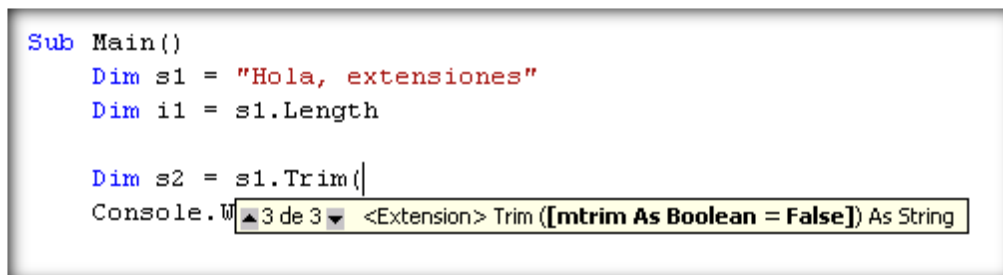 Sub Main()
Dim s1 = "Hola, extensiones"
Dim i1 = s1.Length
Dim s2 = s1.Trim(
Console.W
3 de 3 <Extension> Trim ([mtrim As Boolean = False]) As String